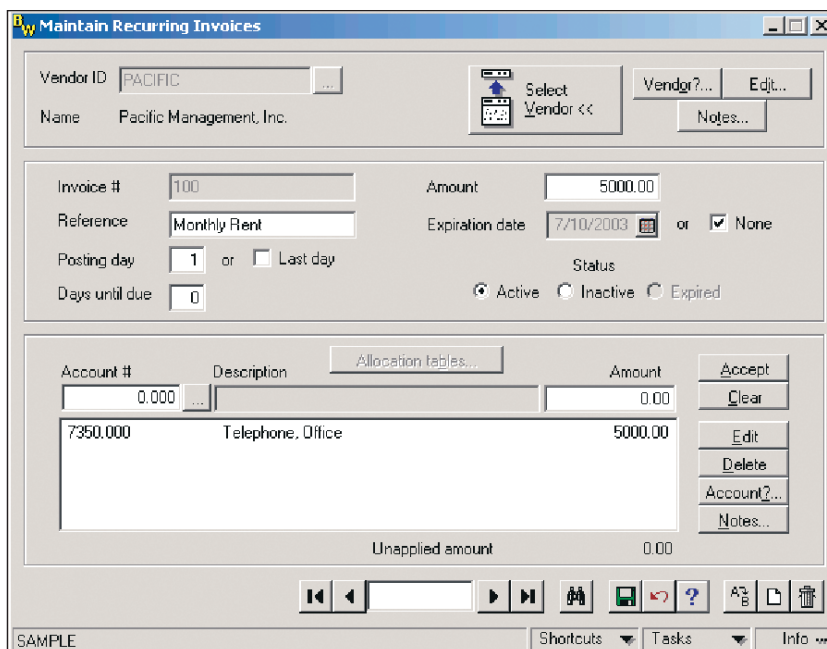 BW Maintain Recurring Invoices
Vendor ID PACIFIC ... Select Vendor << Vendor?... Edit...
Name Pacific Management, Inc. Notes...
Invoice # 100 Amount 5000.00
Reference Monthly Rent Expiration date 7/10/2003 or None
Posting day 1 or Last day Status
Days until due 0 Active Inactive Expired
Allocation tables...
Account # Description Amount Accept
0.000 ... 0.00 Clear
7350.000 Telephone, Office 5000.00 Edit
Delete
Account?...
Notes...
Unapplied amount 0.00
? A B
SAMPLE Shortcuts Tasks Info